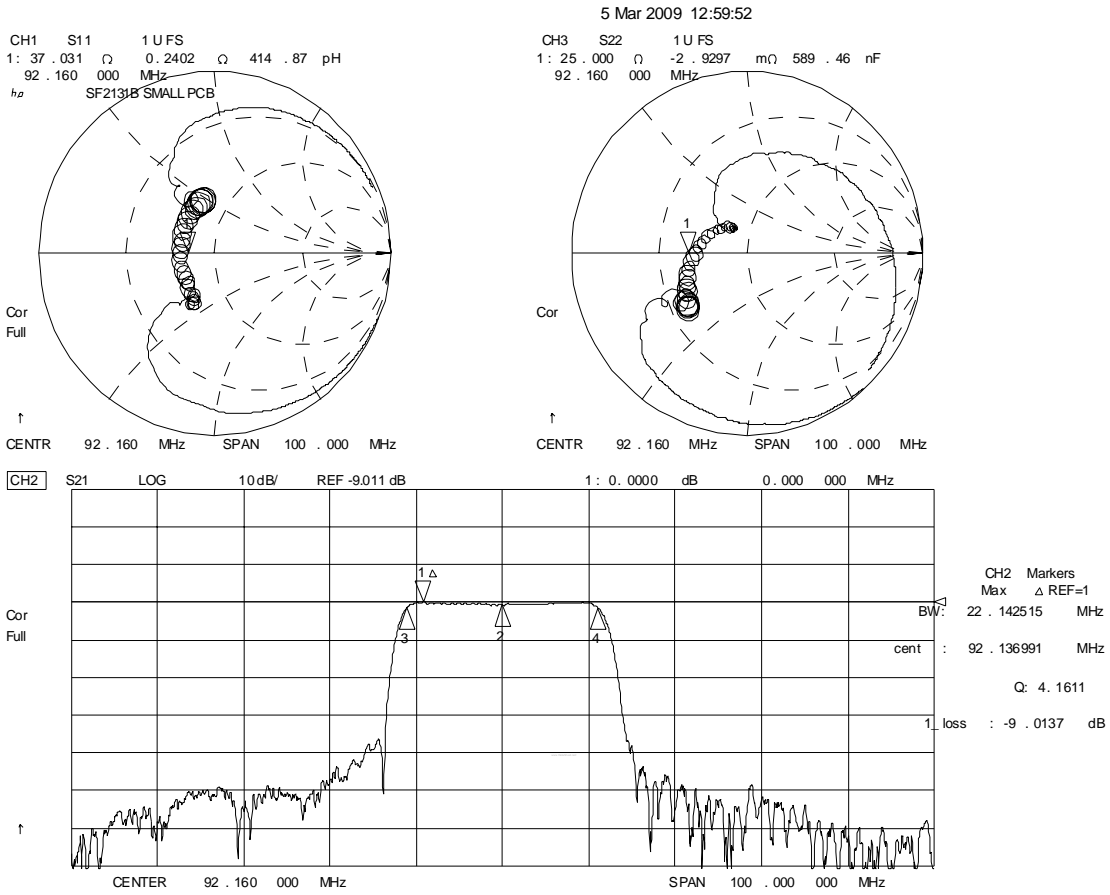 5 Mar 2009 12:59:52
CH1 S11 1 U FS
1: 37.031 Ω 0.2402 Ω 414 .87 pH
92 . 160 000 MHz
hp SF2131B SMALL PCB
Cor
Full
↑
CENTR 92 . 160 MHz SPAN 100 . 000 MHz
CH3 S22 1 U FS
1: 25.000 Ω -2 .9297 mΩ 589 . 46 nF
92 . 160 000 MHz
1
Cor
↑
CENTR 92 . 160 MHz SPAN 100 . 000 MHz
CH2 S21 LOG 10 dB/ REF -9.011 dB 1 : 0. 0000 dB 0.000 000 MHz
1 Δ
3 2 4
Cor
Full
↑
CH2 Markers
Max Δ REF=1
BW: 22 . 142515 MHz
cent : 92 . 136991 MHz
Q: 4. 1611
1_ loss : -9 . 0137 dB
CENTER 92 . 160 000 MHz SPAN 100 . 000 000 MHz